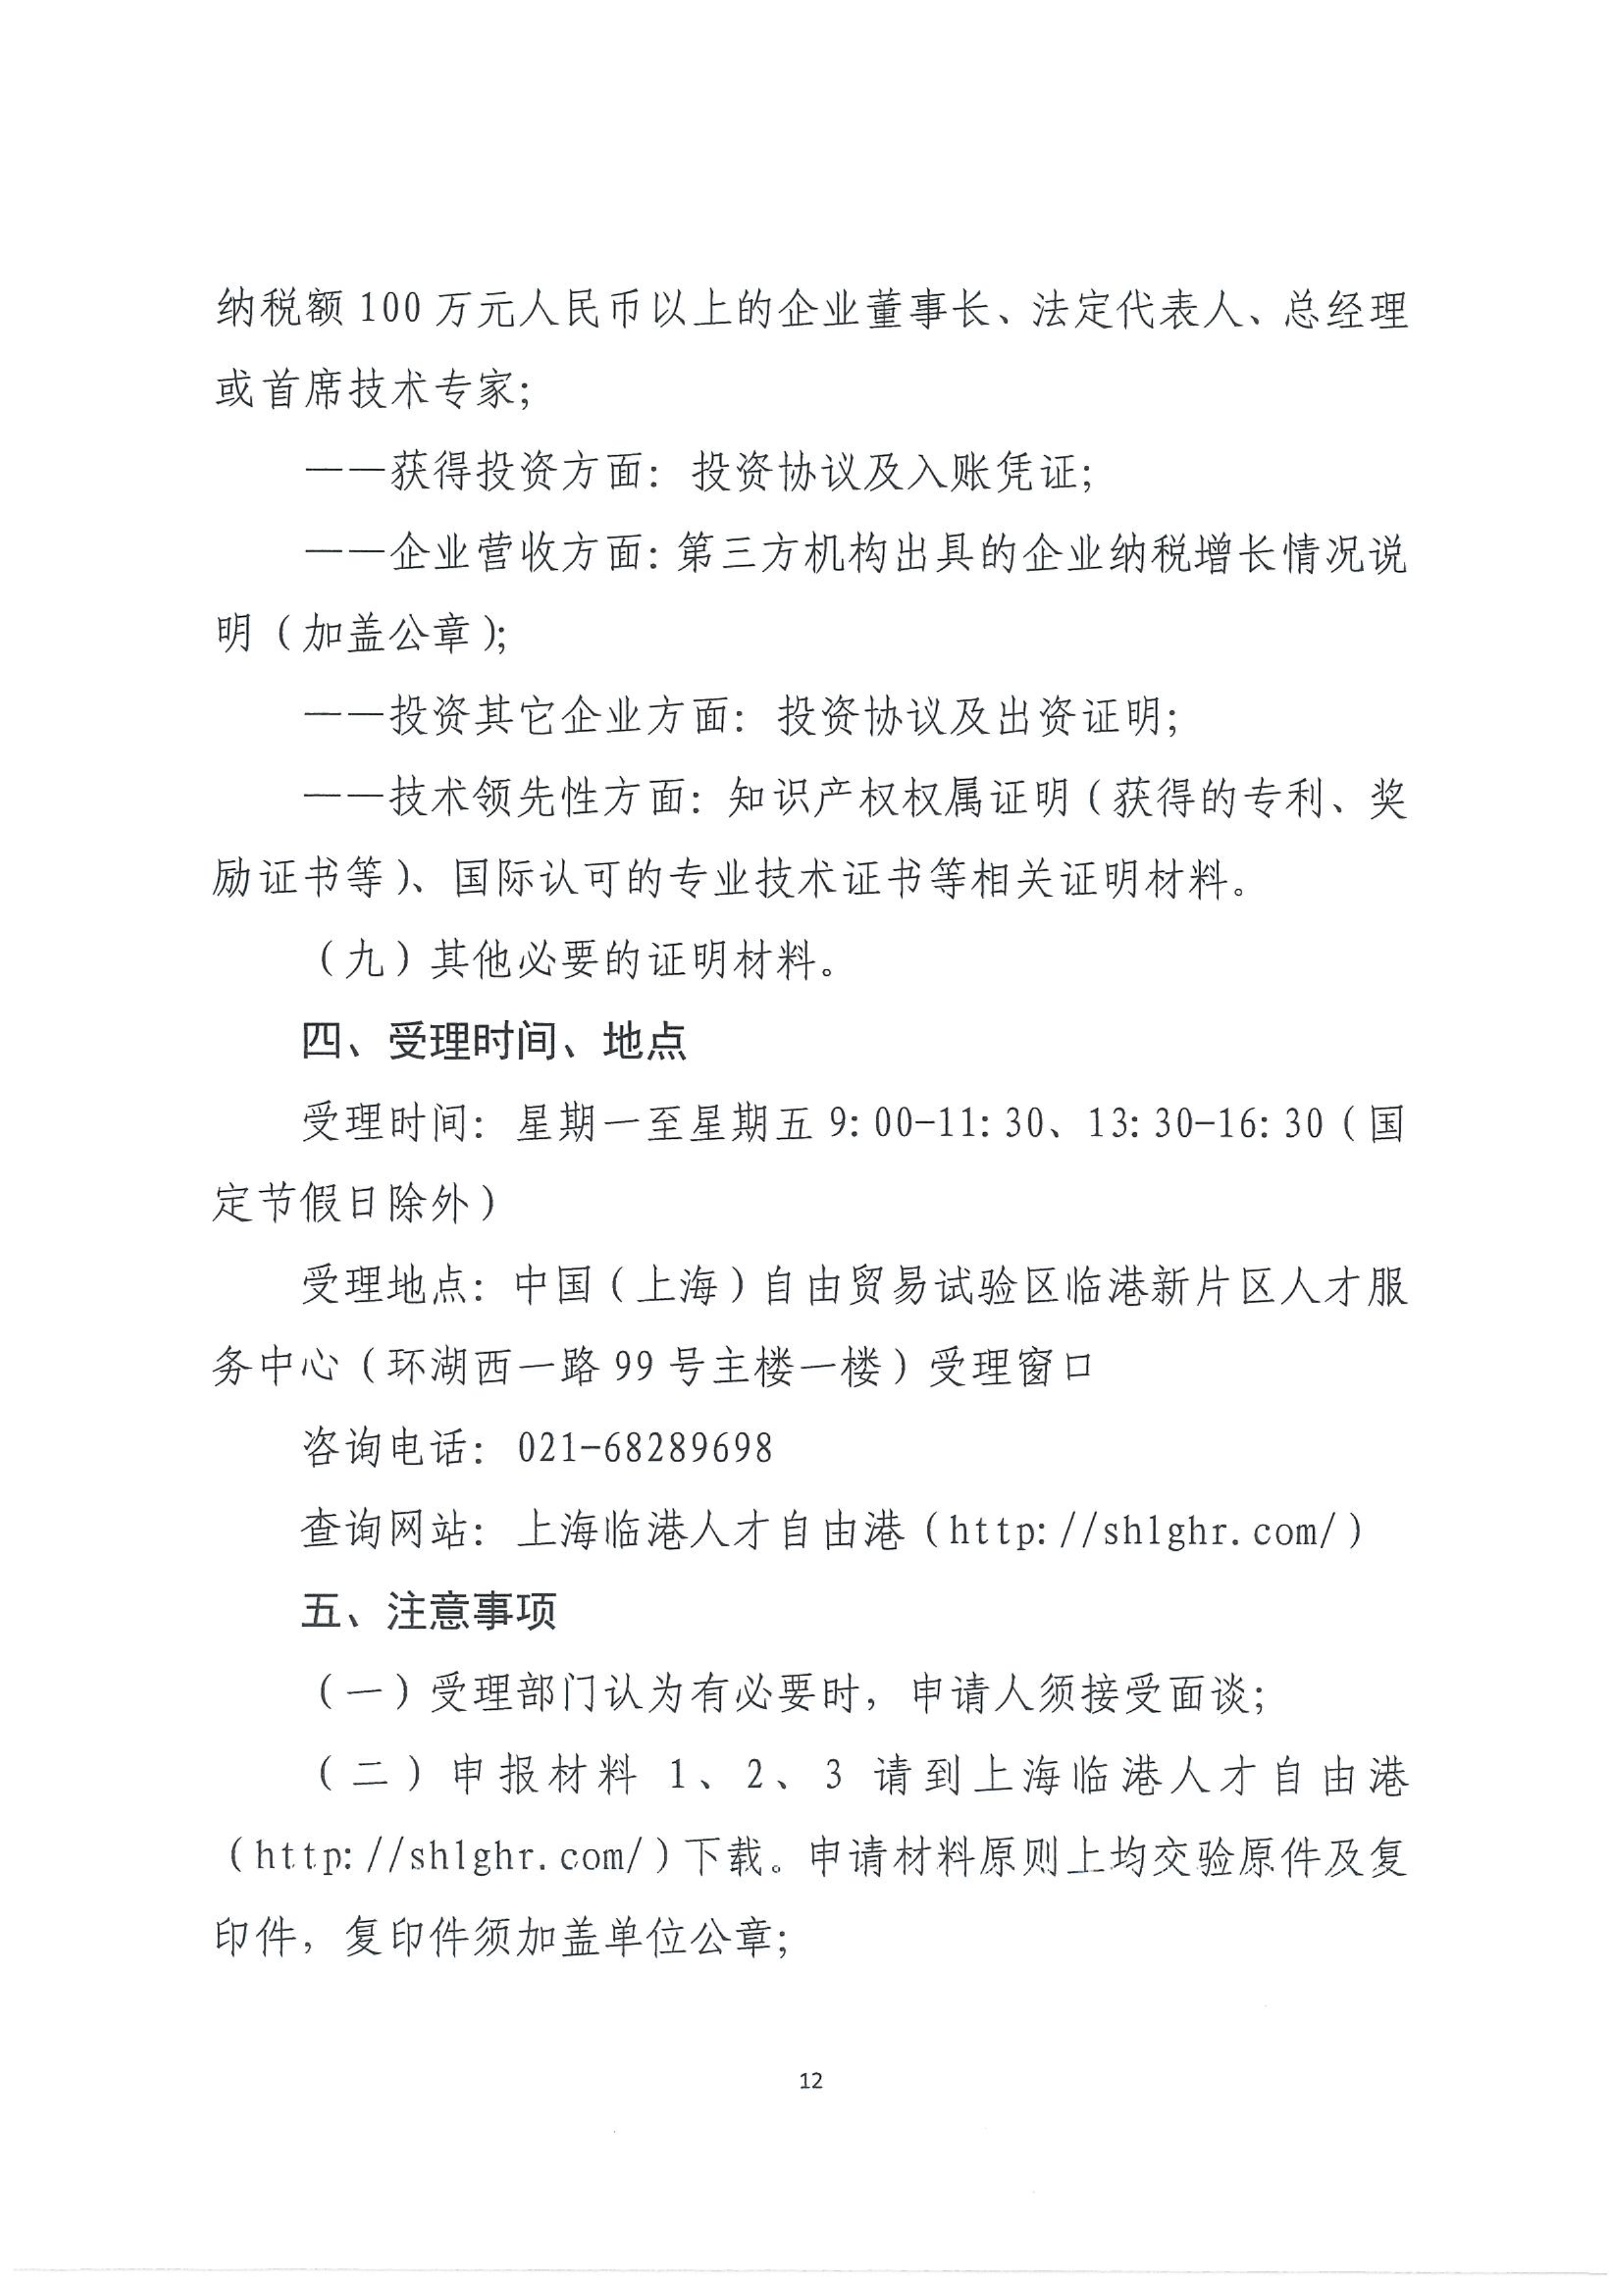 纳税额 100 万元人民币以上的企业董事长、法定代表人、总经理
或首席技术专家；
——获得投资方面：投资协议及入账凭证；
——企业营收方面：第三方机构出具的企业纳税增长情况说
明（加盖公章）；
——投资其它企业方面：投资协议及出资证明；
——技术领先性方面：知识产权权属证明（获得的专利、奖
励证书等）、国际认可的专业技术证书等相关证明材料。
（九）其他必要的证明材料。
四、受理时间、地点
受理时间：星期一至星期五 9:00-11:30、13:30-16:30（国
定节假日除外）
受理地点：中国（上海）自由贸易试验区临港新片区人才服
务中心（环湖西一路 99 号主楼一楼）受理窗口
咨询电话：021-68289698
查询网站：上海临港人才自由港（http://shlghr.com/）
五、注意事项
（一）受理部门认为有必要时，申请人须接受面谈；
（二）申报材料 1、2、3 请到上海临港人才自由港
（http://shlghr.com/）下载。申请材料原则上均交验原件及复
印件，复印件须加盖单位公章；
12